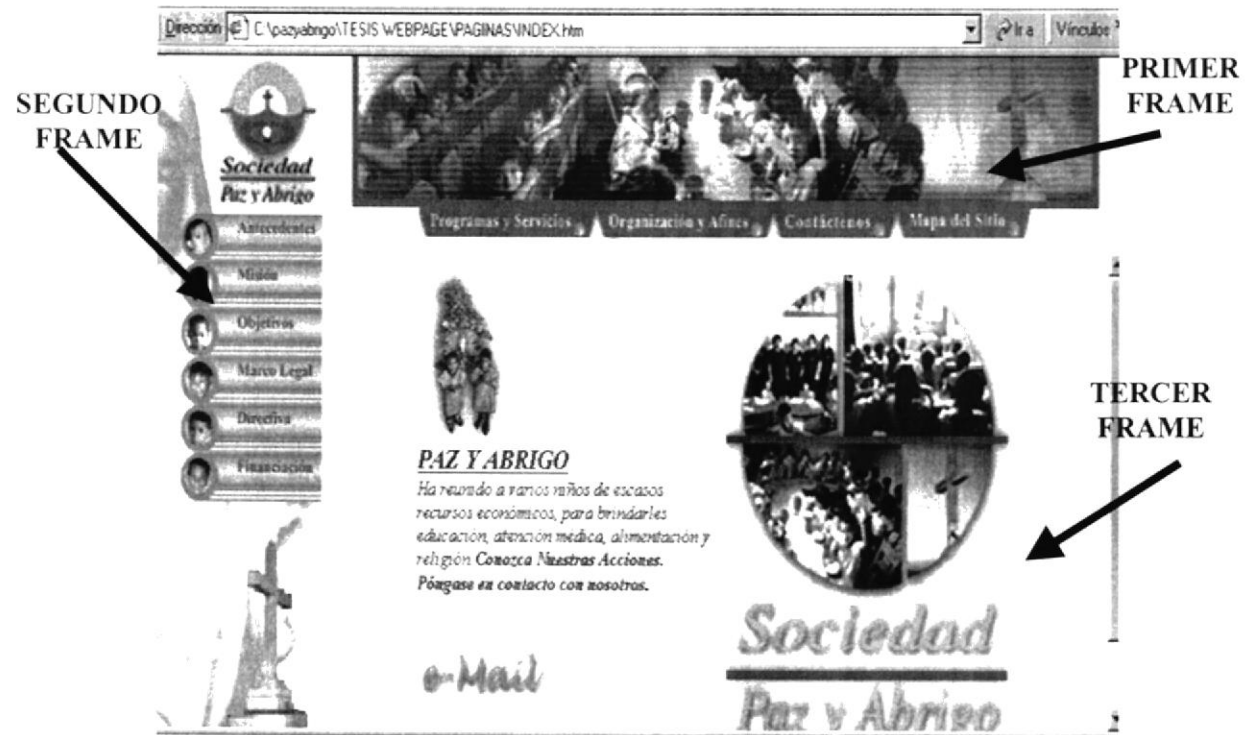 Dirección C:\pazyabrigo\TESIS WEBPAGE\PAGINAS\INDEX.htm Ir a Vínculos »
PRIMER
FRAME
SEGUNDO
FRAME
Sociedad
Paz y Abrigo
Programas y Servicios Organización y Afines Contáctenos Mapa del Sitio
Antecedentes
Misión
Objetivos
Marco Legal
Directiva
Financiación
TERCER
FRAME
PAZ Y ABRIGO
Ha reunido a varios niños de escasos
recursos económicos, para brindarles
educación, atención medica, alimentación y
religión Conozca Nuestras Acciones.
Póngase en contacto con nosotros.
e-Mail
Sociedad
Paz y Abrigo